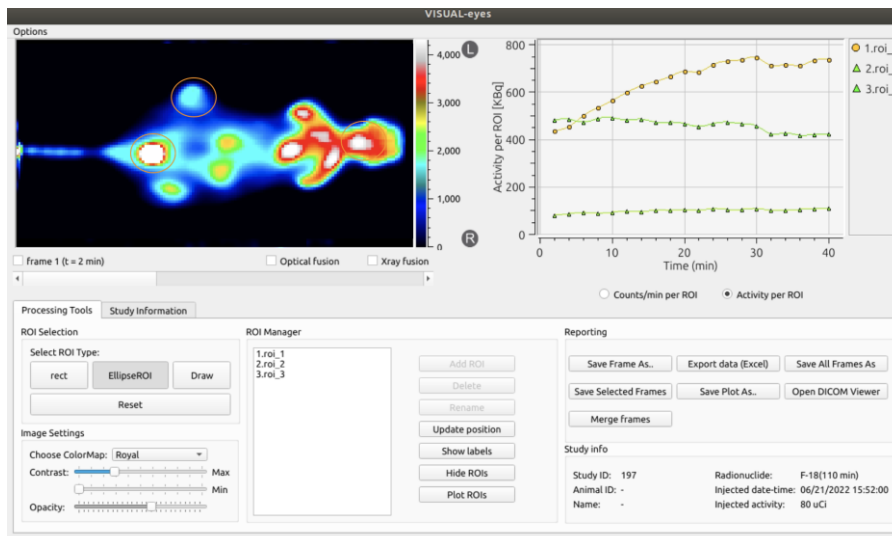 VISUAL-eyes
Options
4,000
3,000
2,000
1,000
0
L
R
800
600
400
200
0
Activity per ROI [KBq]
0 10 20 30 40
Time (min)
1.roi_
2.roi_
3.roi_
frame 1 (t = 2 min) Optical fusion Xray fusion
Counts/min per ROI Activity per ROI
Processing Tools Study Information
ROI Selection
Select ROI Type:
rect EllipseROI Draw
Reset
Image Settings
Choose ColorMap: Royal
Contrast: Max
Min
Opacity:
ROI Manager
1.roi_1
2.roi_2
3.roi_3
Add ROI
Delete
Rename
Update position
Show labels
Hide ROIs
Plot ROIs
Reporting
Save Frame As.. Export data (Excel) Save All Frames As
Save Selected Frames Save Plot As.. Open DICOM Viewer
Merge frames
Study info
Study ID: 197 Radionuclide: F-18(110 min)
Animal ID: - Injected date-time: 06/21/2022 15:52:00
Name: - Injected activity: 80 uCi